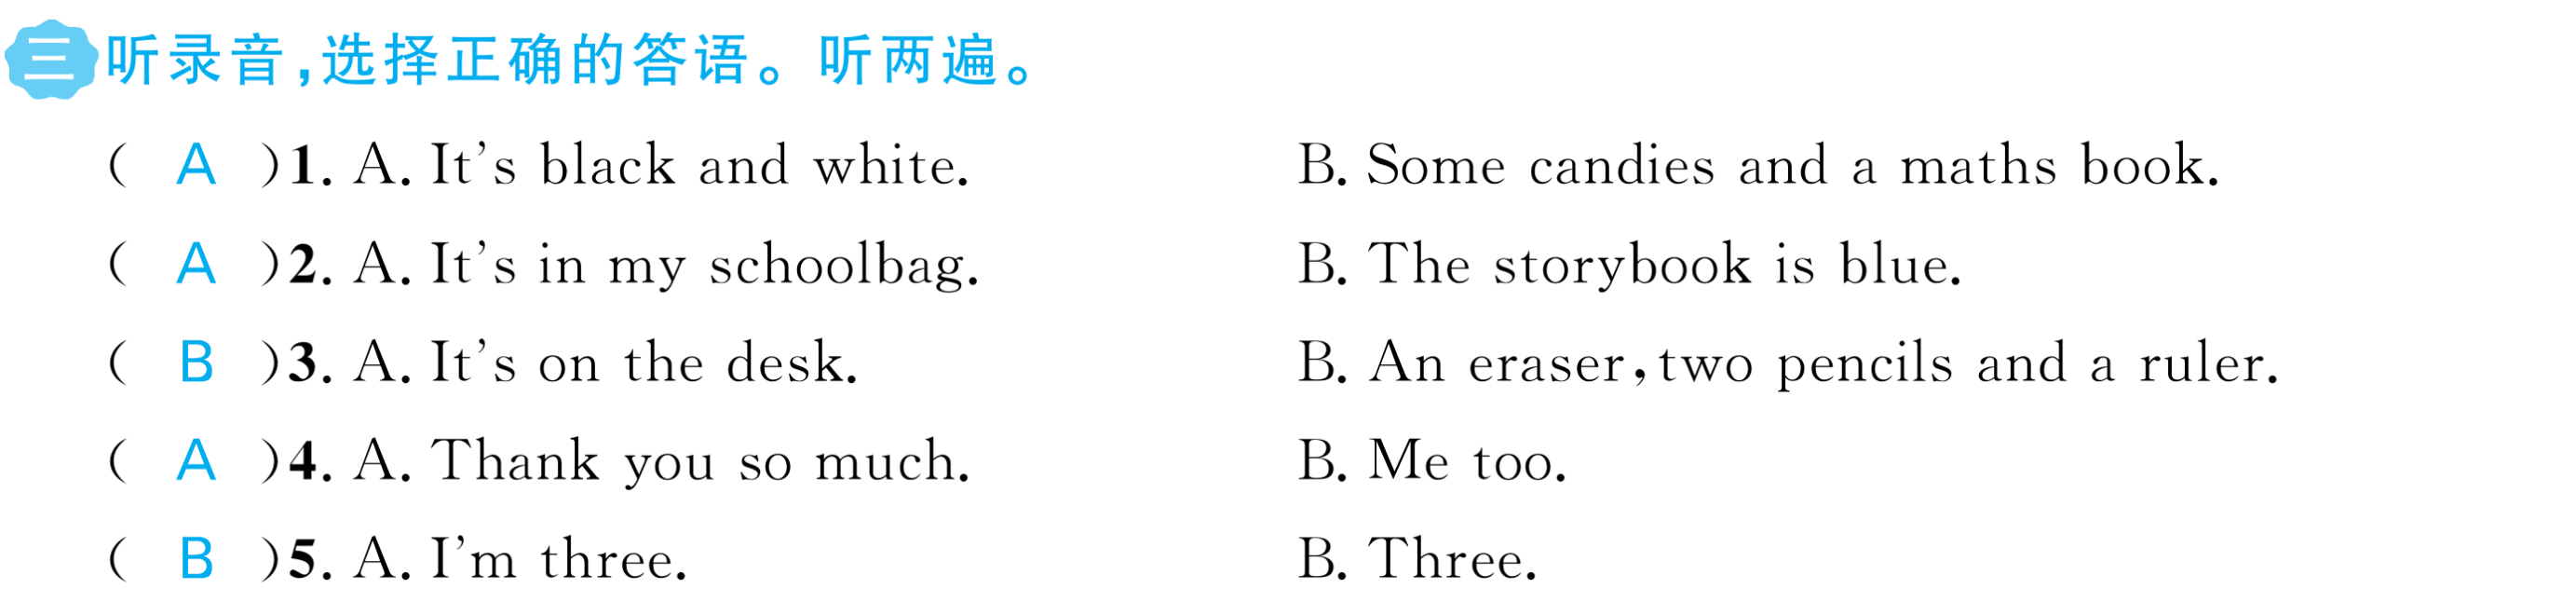 三 听录音,选择正确的答语。听两遍。
( A )1. A. It's black and white. B. Some candies and a maths book.
( A )2. A. It's in my schoolbag. B. The storybook is blue.
( B )3. A. It's on the desk. B. An eraser, two pencils and a ruler.
( A )4. A. Thank you so much. B. Me too.
( B )5. A. I'm three. B. Three.